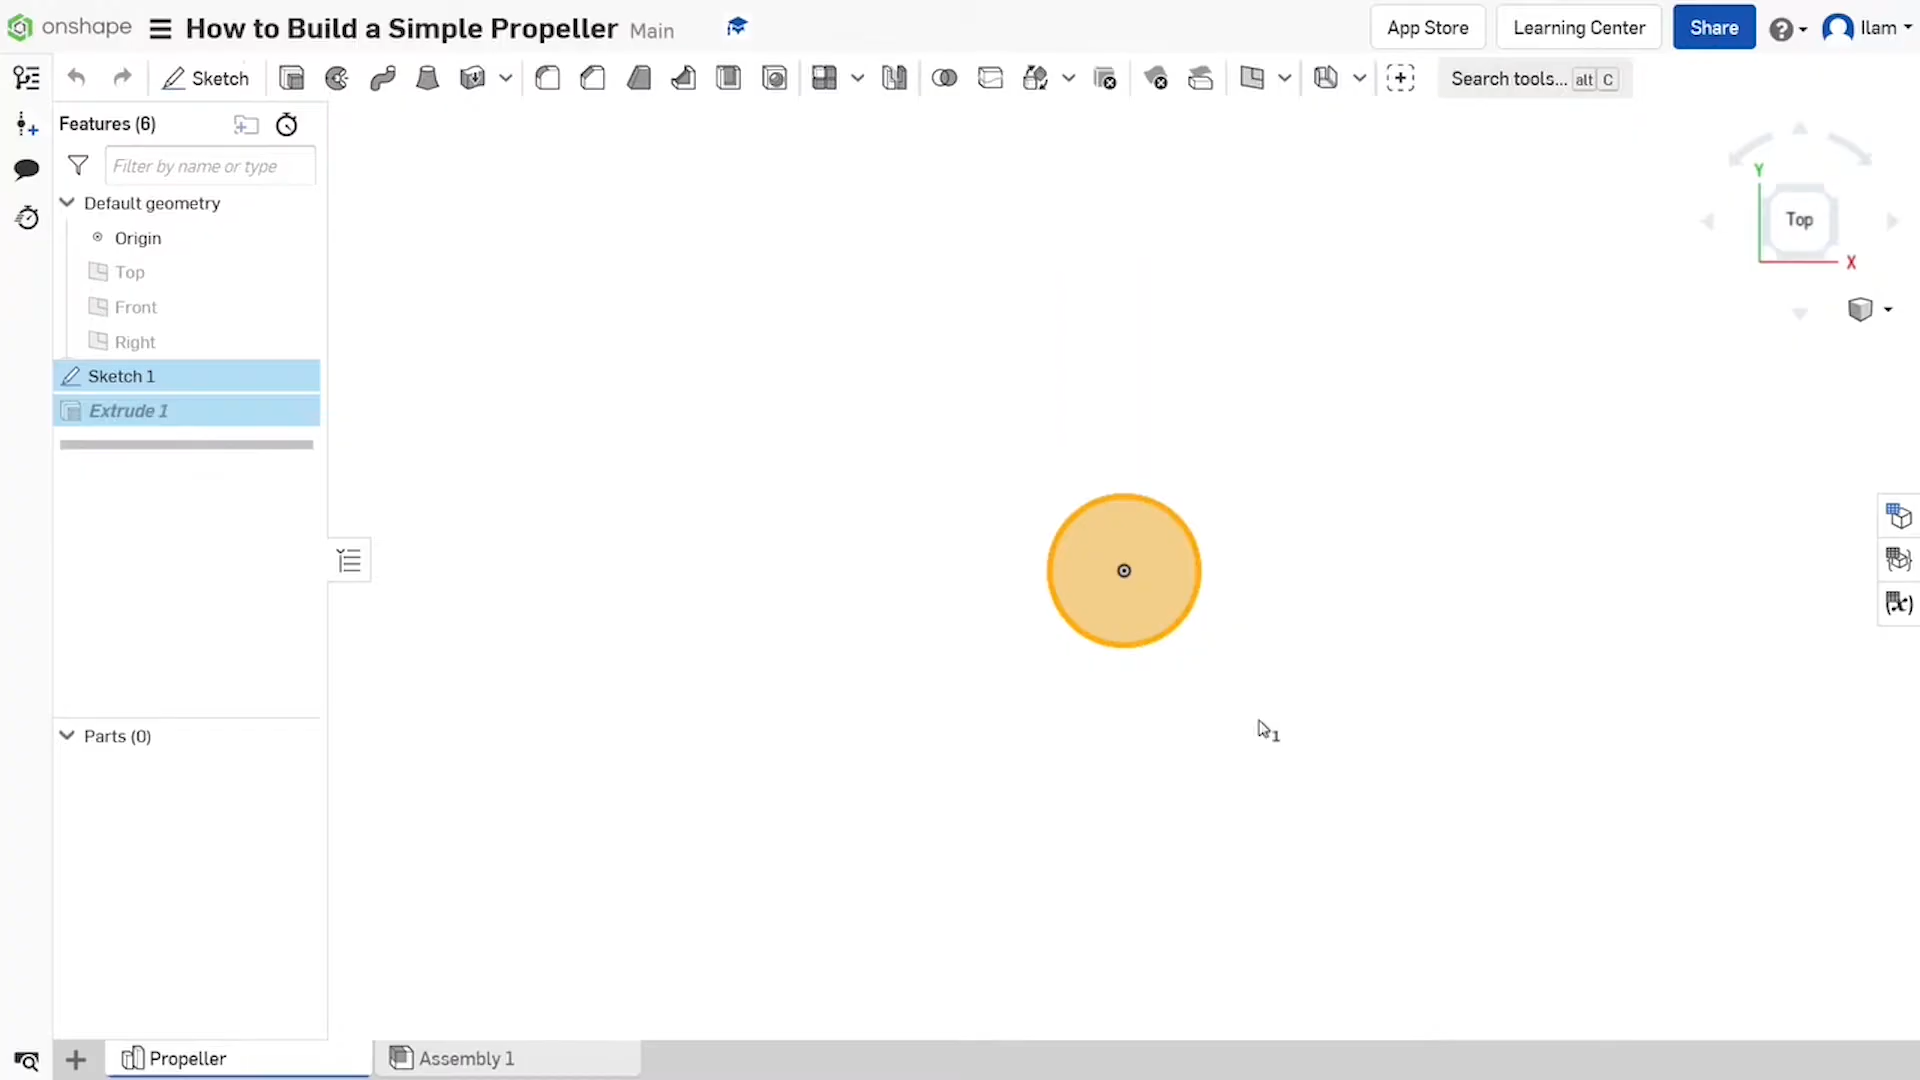 onshape How to Build a Simple Propeller Main App Store Learning Center Share Ilam
Sketch Search tools... alt C
Features (6)
Filter by name or type
Default geometry
Origin
Top
Front
Right
Sketch 1
Extrude 1
Parts (0)
Y
Top
X
1
Propeller Assembly 1